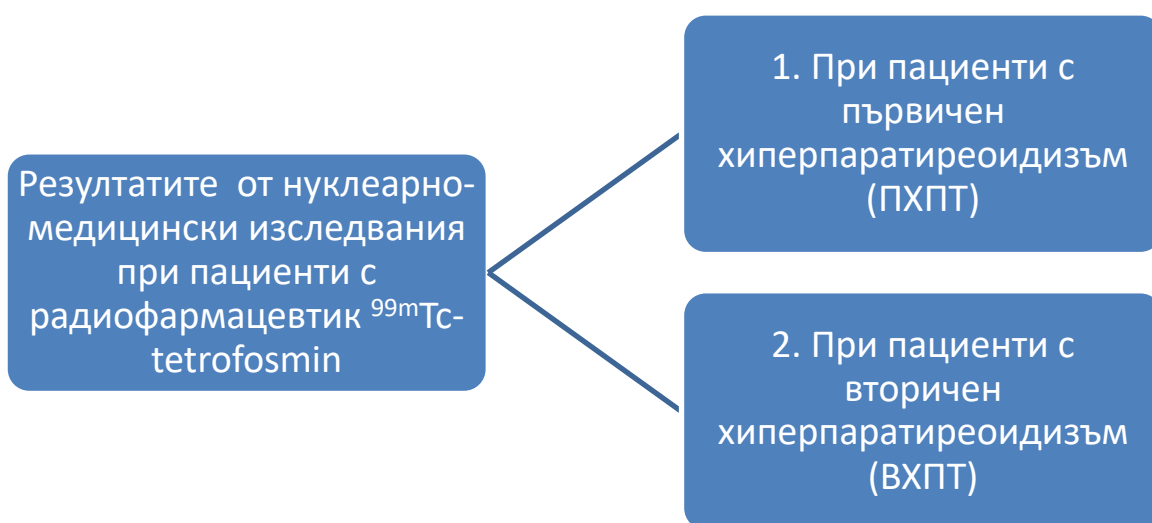 Резултатите от нуклеарно-
медицински изследвания
при пациенти с
радиофармацевтик ⁹⁹ᵐTc-
tetrofosmin
1. При пациенти с
първичен
хиперпаратиреоидизъм
(ПХПТ)
2. При пациенти с
вторичен
хиперпаратиреоидизъм
(ВХПТ)